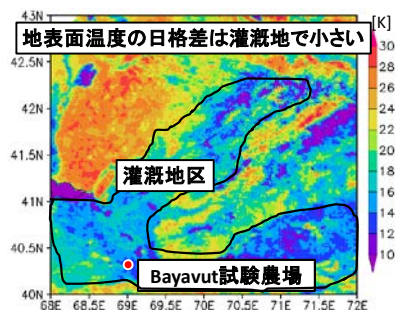 地表面温度の日格差は灌漑地で小さい
[K]
43N
42.5N
42N
41.5N
41N
40.5N
40N
68E
68.5E
69E
69.5E
70E
70.5E
71E
71.5E
72E
30
28
26
24
22
20
18
16
14
12
10
灌漑地区
Bayavut試験農場